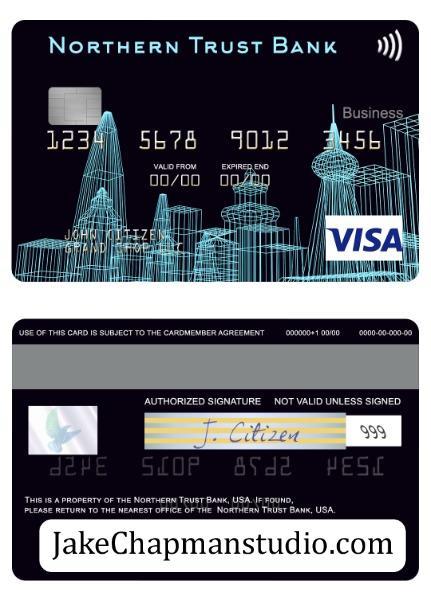 Northern Trust Bank
Business
1234 5678 9012 3456
VALID FROM EXPIRED END
00/00 00/00
JOHN CITIZEN
GRAND SHOP LLC
VISA
USE OF THIS CARD IS SUBJECT TO THE CARDMEMBER AGREEMENT 000000+1 00/00 0000-00-000-00
AUTHORIZED SIGNATURE NOT VALID UNLESS SIGNED
J. Citizen 999
THIS IS A PROPERTY OF THE NORTHERN TRUST BANK, USA. IF FOUND,
PLEASE RETURN TO THE NEAREST OFFICE OF THE NORTHERN TRUST BANK, USA.
JakeChapmanstudio.com